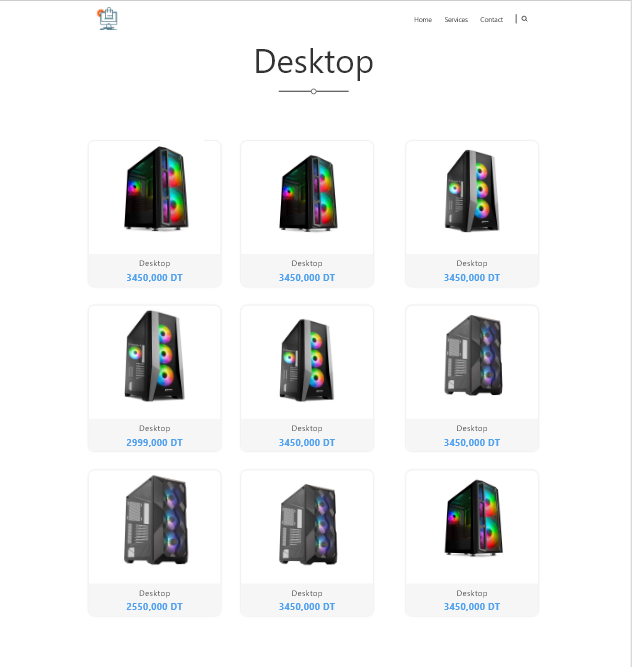 Home Services Contact
Desktop
Desktop Desktop Desktop
3450,000 DT 3450,000 DT 3450,000 DT
Desktop Desktop Desktop
2999,000 DT 3450,000 DT 3450,000 DT
Desktop Desktop Desktop
2550,000 DT 3450,000 DT 3450,000 DT